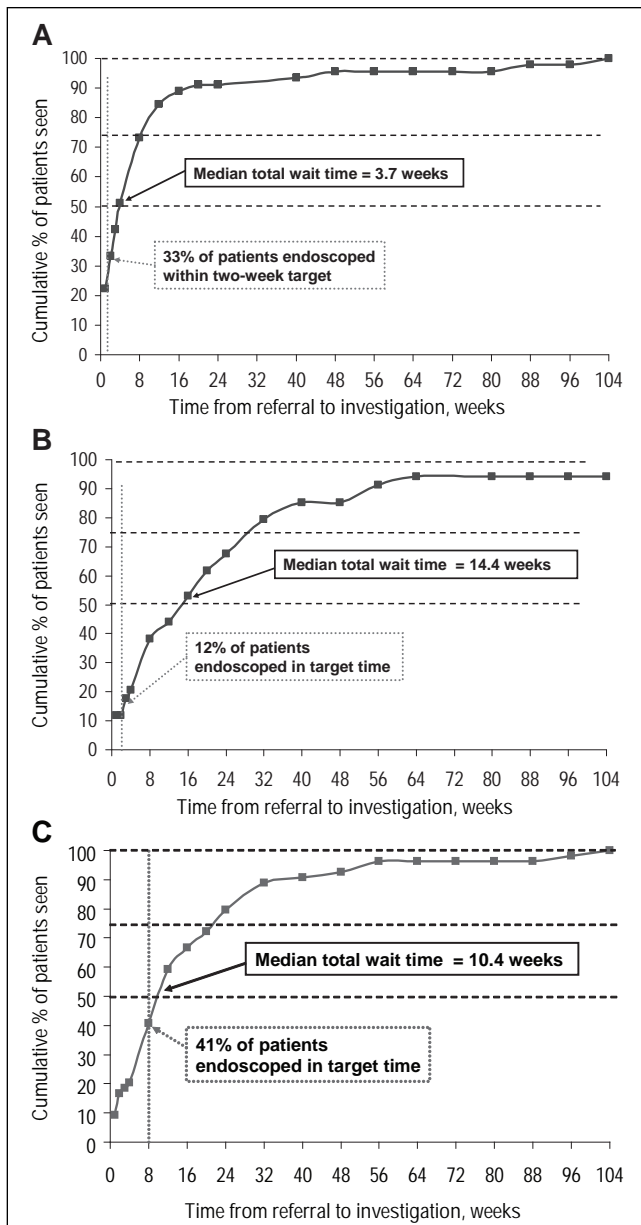 A
100
90
80
70
60
50
40
30
20
10
0
Cumulative % of patients seen
Median total wait time = 3.7 weeks
33% of patients endoscoped
within two-week target
0 8 16 24 32 40 48 56 64 72 80 88 96 104
Time from referral to investigation, weeks
B
100
90
80
70
60
50
40
30
20
10
0
Cumulative % of patients seen
Median total wait time = 14.4 weeks
12% of patients
endoscoped in target time
0 8 16 24 32 40 48 56 64 72 80 88 96 104
Time from referral to investigation, weeks
C
100
90
80
70
60
50
40
30
20
10
0
Cumulative % of patients seen
Median total wait time = 10.4 weeks
41% of patients
endoscoped in target time
0 8 16 24 32 40 48 56 64 72 80 88 96 104
Time from referral to investigation, weeks